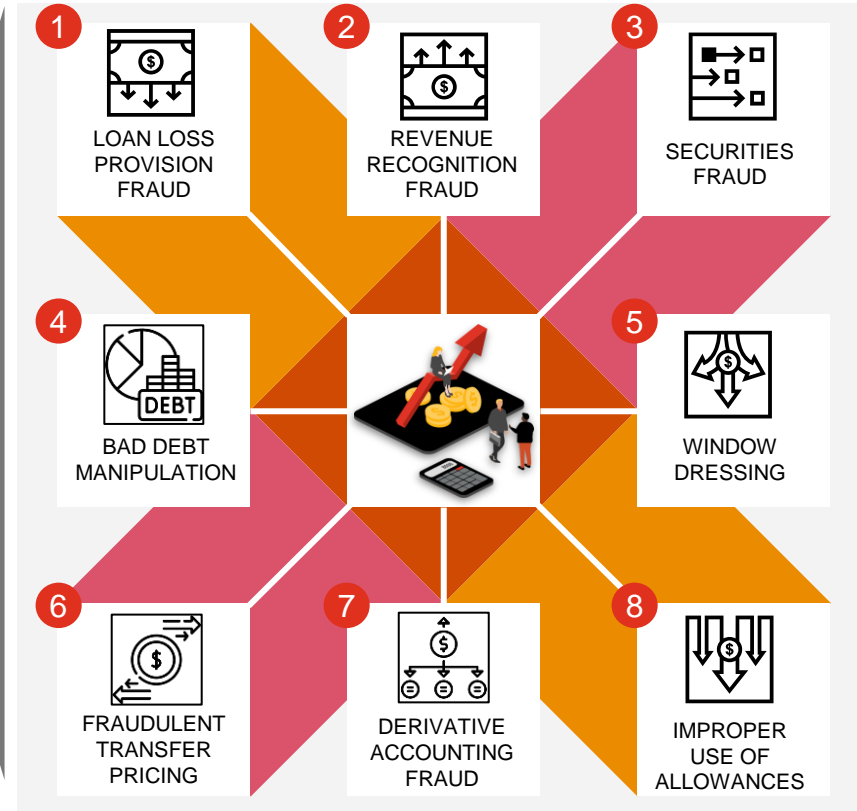 1
LOAN LOSS
PROVISION
FRAUD
2
REVENUE
RECOGNITION
FRAUD
3
SECURITIES
FRAUD
4
DEBT
BAD DEBT
MANIPULATION
5
WINDOW
DRESSING
6
FRAUDULENT
TRANSFER
PRICING
7
DERIVATIVE
ACCOUNTING
FRAUD
8
IMPROPER
USE OF
ALLOWANCES